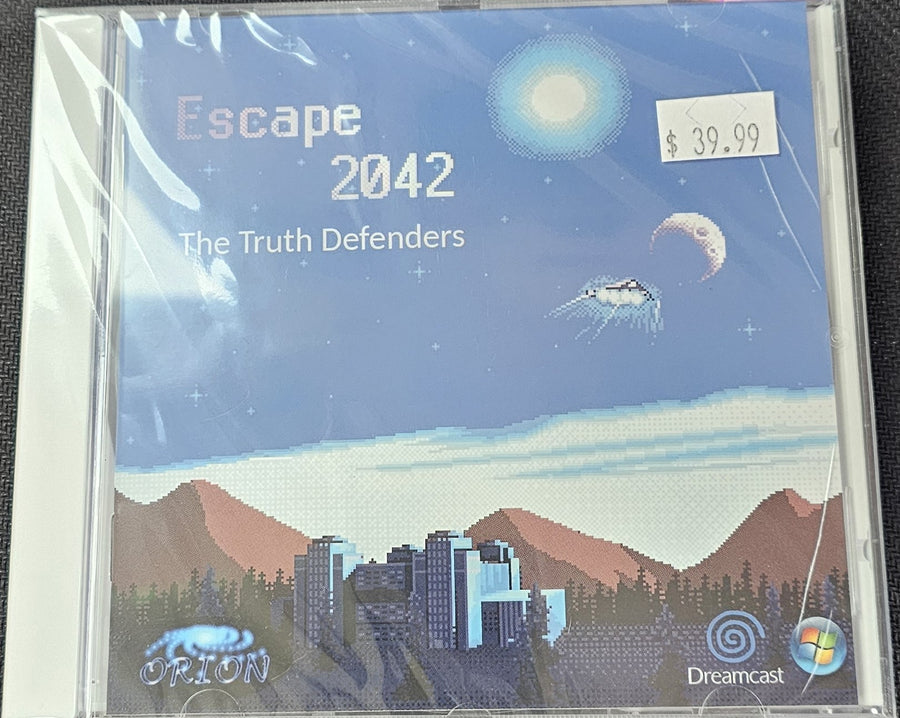 Escape
2042
The Truth Defenders
$ 39.99
ORION
Dreamcast